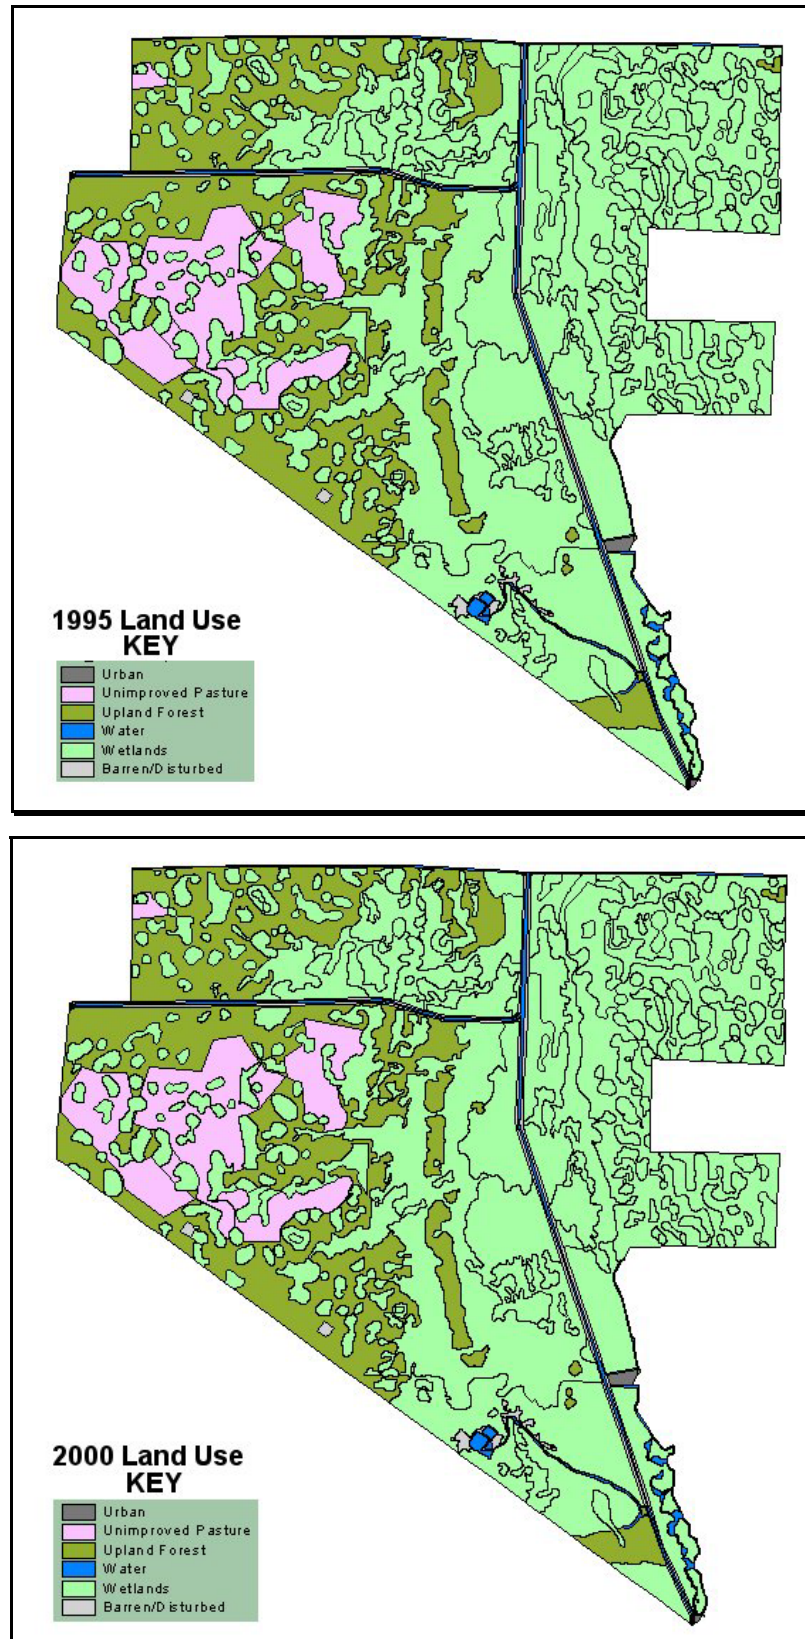 1995 Land Use
KEY
Urban
Unimproved Pasture
Upland Forest
Water
Wetlands
Barren/Disturbed
2000 Land Use
KEY
Urban
Unimproved Pasture
Upland Forest
Water
Wetlands
Barren/Disturbed